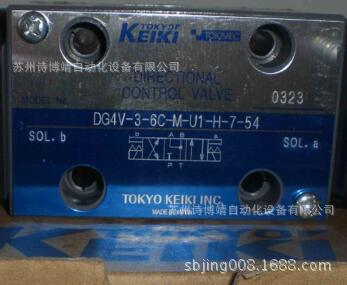 TOKYO
KEIKI TOKIMEC
苏州诗博靖自动化设备有限公司
DIRECTIONAL
CONTROL VALVE
MODEL NO.
0323
DG4V-3-6C-M-U1-H-7-54
SOL. b
SOL. a
b A B a
P T
TOKYO KEIKI INC.
苏州诗博靖自动化设备有限公司
MADE IN JAPAN
KEIKI
sbjing008.1688.com